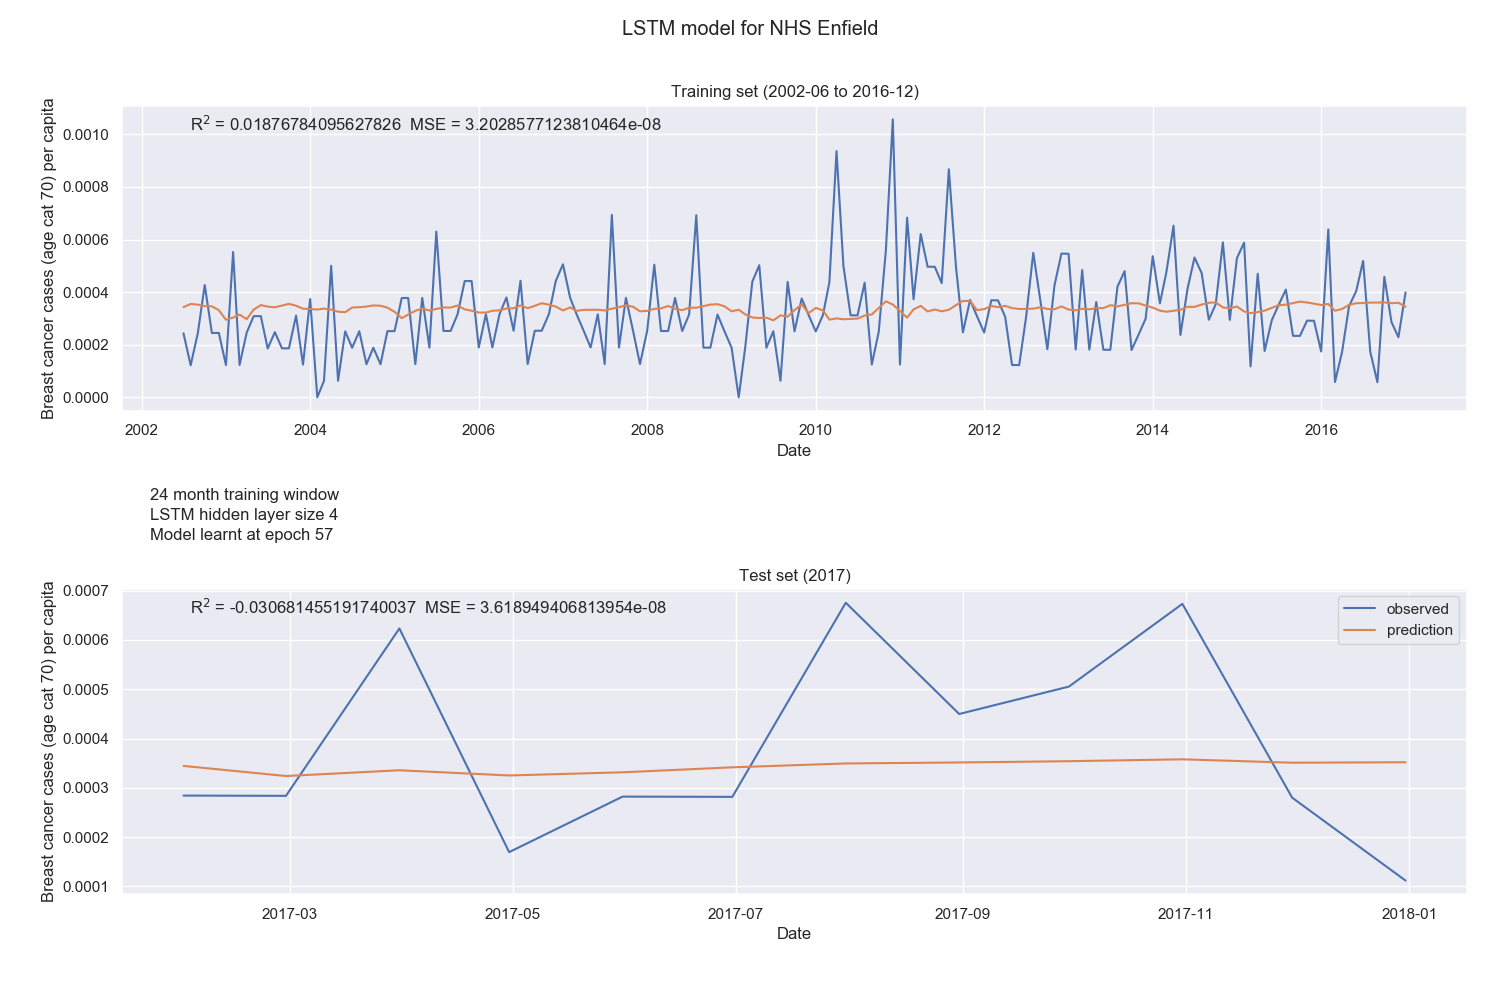 LSTM model for NHS Enfield
Training set (2002-06 to 2016-12)
R² = 0.01876784095627826 MSE = 3.2028577123810464e-08
Breast cancer cases (age cat 70) per capita
0.0010
0.0008
0.0006
0.0004
0.0002
0.0000
2002 2004 2006 2008 2010 2012 2014 2016
Date
24 month training window
LSTM hidden layer size 4
Model learnt at epoch 57
Test set (2017)
R² = -0.030681455191740037 MSE = 3.618949406813954e-08
observed
prediction
Breast cancer cases (age cat 70) per capita
0.0007
0.0006
0.0005
0.0004
0.0003
0.0002
0.0001
2017-03 2017-05 2017-07 2017-09 2017-11 2018-01
Date